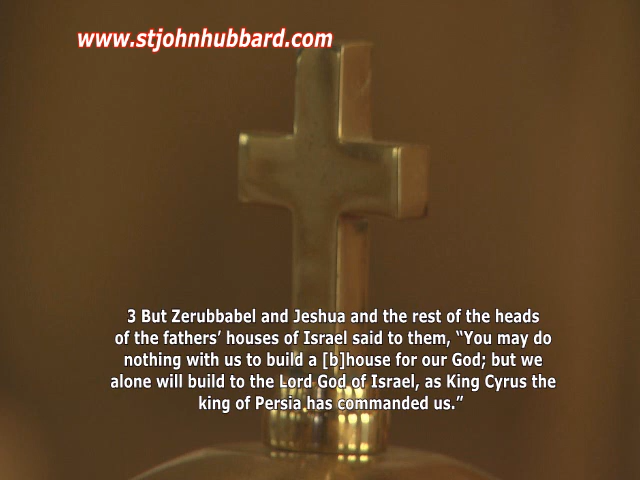 www.stjohnhubbard.com
3 But Zerubbabel and Jeshua and the rest of the heads
of the fathers’ houses of Israel said to them, “You may do
nothing with us to build a [b]house for our God; but we
alone will build to the Lord God of Israel, as King Cyrus the
king of Persia has commanded us.”